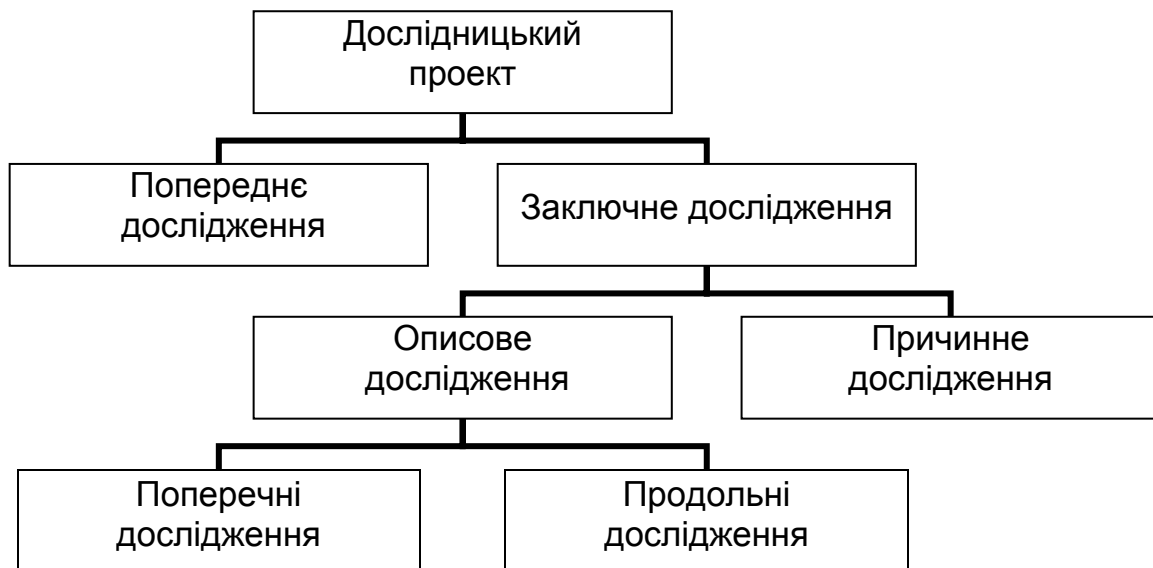 Дослідницький
проект
Попереднє
дослідження
Заключне дослідження
Описове
дослідження
Причинне
дослідження
Поперечні
дослідження
Продольні
дослідження